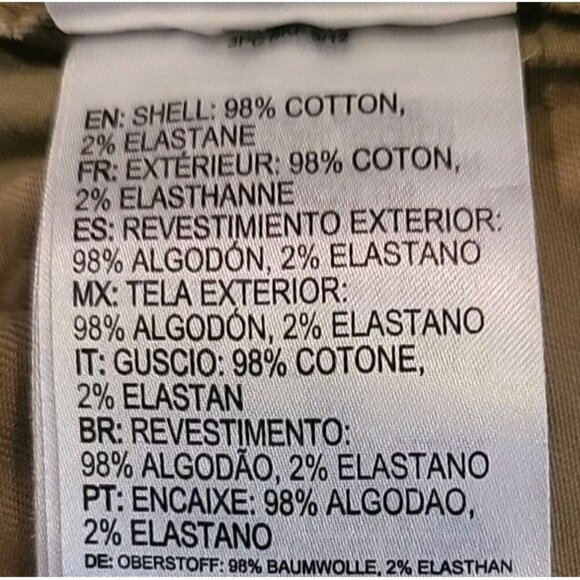 EN: SHELL: 98% COTTON,
2% ELASTANE
FR: EXTÉRIEUR: 98% COTON,
2% ELASTHANNE
ES: REVESTIMIENTO EXTERIOR:
98% ALGODÓN, 2% ELASTANO
MX: TELA EXTERIOR:
98% ALGODÓN, 2% ELASTANO
IT: GUSCIO: 98% COTONE,
2% ELASTAN
BR: REVESTIMENTO:
98% ALGODÃO, 2% ELASTANO
PT: ENCAIXE: 98% ALGODAO,
2% ELASTANO
DE: OBERSTOFF: 98% BAUMWOLLE, 2% ELASTHAN